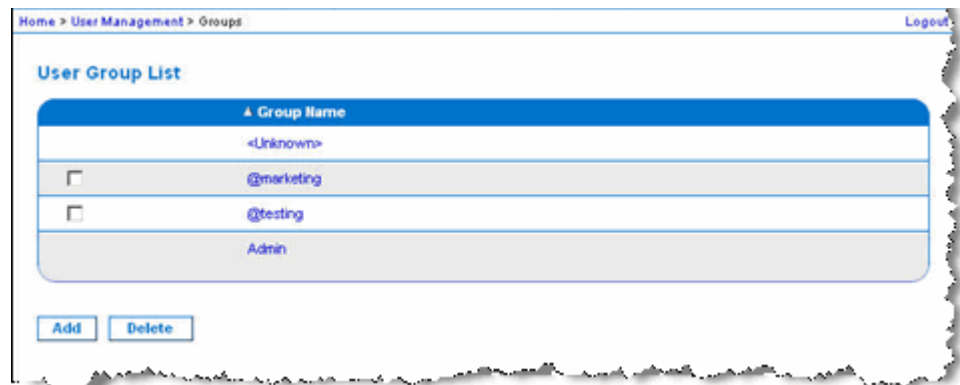 Home > User Management > Groups Logout
User Group List
▲ Group Name
<Unknown>
@marketing
@testing
Admin
Add Delete